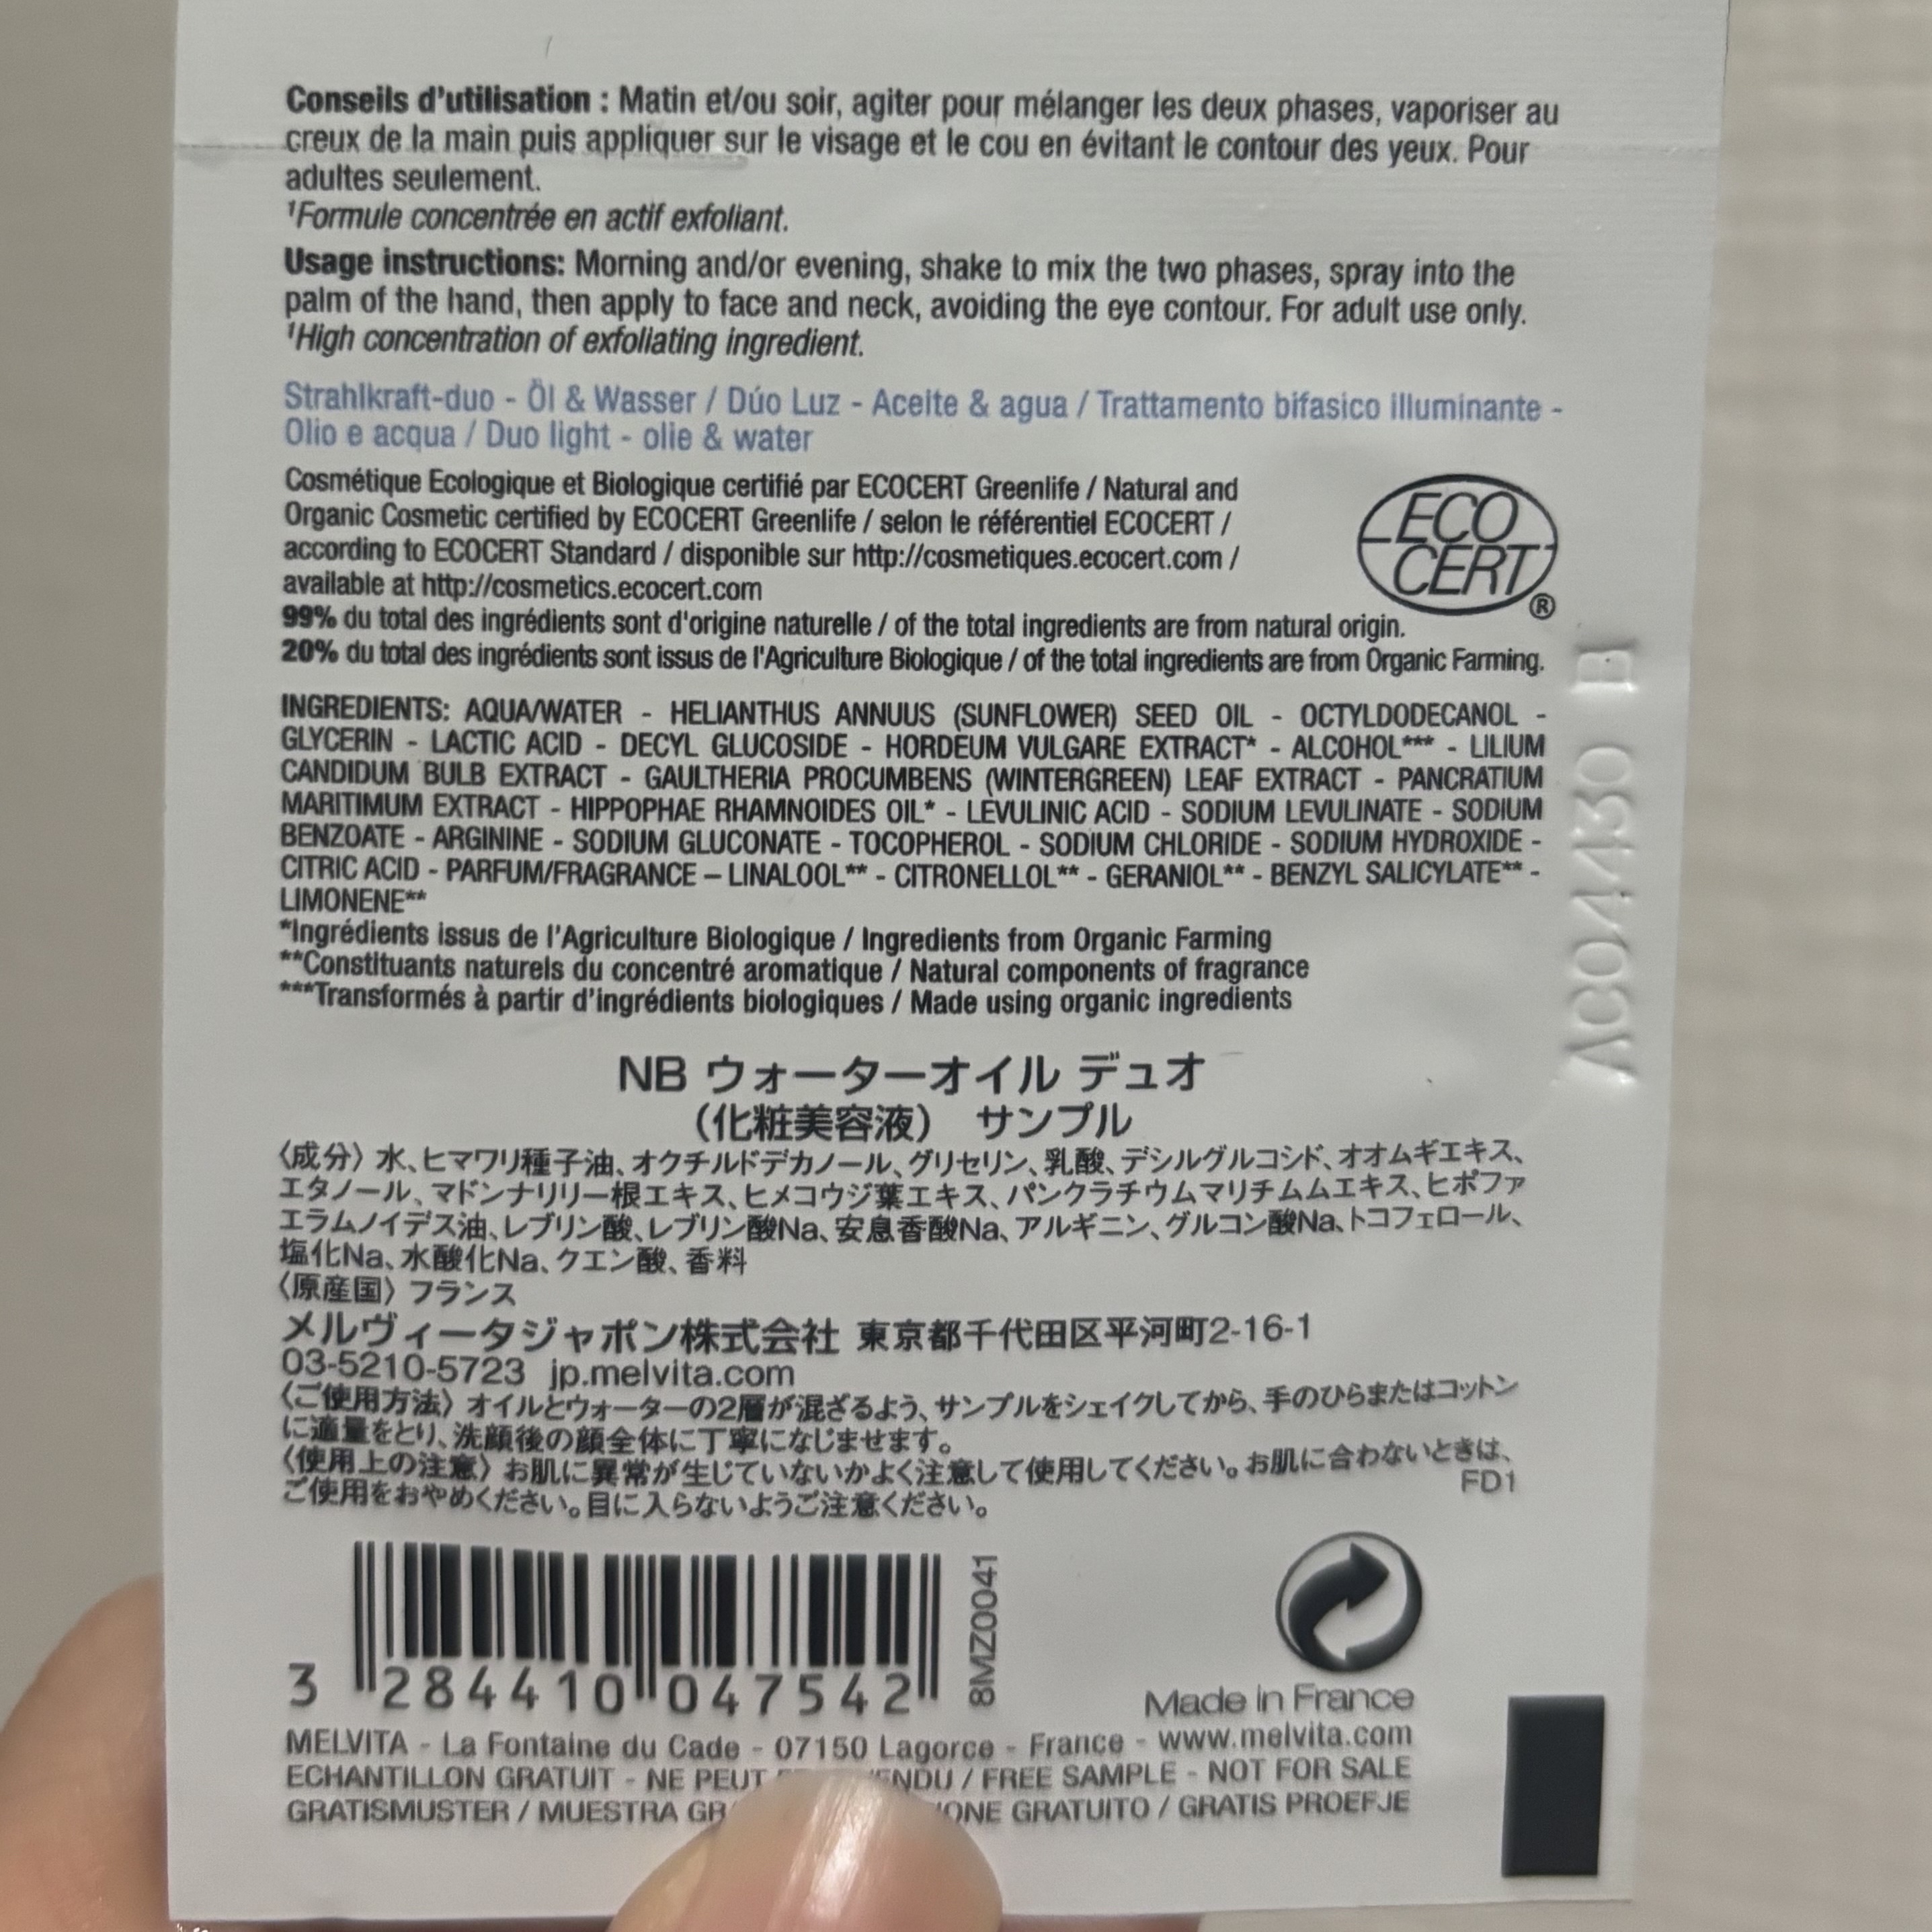 Conseils d'utilisation : Matin et/ou soir, agiter pour mélanger les deux phases, vaporiser au
creux de la main puis appliquer sur le visage et le cou en évitant le contour des yeux. Pour
adultes seulement.
¹Formule concentrée en actif exfoliant.
Usage instructions: Morning and/or evening, shake to mix the two phases, spray into the
palm of the hand, then apply to face and neck, avoiding the eye contour. For adult use only.
¹High concentration of exfoliating ingredient.
Strahlkraft-duo - Öl & Wasser / Dúo Luz - Aceite & agua / Trattamento bifasico illuminante -
Olio e acqua / Duo light - olie & water
Cosmétique Ecologique et Biologique certifié par ECOCERT Greenlife / Natural and
Organic Cosmetic certified by ECOCERT Greenlife / selon le référentiel ECOCERT /
according to ECOCERT Standard / disponible sur http://cosmetiques.ecocert.com /
available at http://cosmetics.ecocert.com
ECO
CERT
®
99% du total des ingrédients sont d'origine naturelle / of the total ingredients are from natural origin.
20% du total des ingrédients sont issus de l'Agriculture Biologique / of the total ingredients are from Organic Farming.
INGREDIENTS: AQUA/WATER - HELIANTHUS ANNUUS (SUNFLOWER) SEED OIL - OCTYLDODECANOL -
GLYCERIN - LACTIC ACID - DECYL GLUCOSIDE - HORDEUM VULGARE EXTRACT* - ALCOHOL*** - LILIUM
CANDIDUM BULB EXTRACT - GAULTHERIA PROCUMBENS (WINTERGREEN) LEAF EXTRACT - PANCRATIUM
MARITIMUM EXTRACT - HIPPOPHAE RHAMNOIDES OIL* - LEVULINIC ACID - SODIUM LEVULINATE - SODIUM
BENZOATE - ARGININE - SODIUM GLUCONATE - TOCOPHEROL - SODIUM CHLORIDE - SODIUM HYDROXIDE -
CITRIC ACID - PARFUM/FRAGRANCE – LINALOOL** - CITRONELLOL** - GERANIOL** - BENZYL SALICYLATE** -
LIMONENE**
*Ingrédients issus de l'Agriculture Biologique / Ingredients from Organic Farming
**Constituants naturels du concentré aromatique / Natural components of fragrance
***Transformés à partir d'ingrédients biologiques / Made using organic ingredients
AC04430 B
NB ウォーターオイル デュオ
(化粧美容液) サンプル
〈成分〉水、ヒマワリ種子油、オクチルドデカノール、グリセリン、乳酸、デシルグルコシド、オオムギエキス、
エタノール、マドンナリリー根エキス、ヒメコウジ葉エキス、パンクラチウムマリチムムエキス、ヒポファ
エラムノイデス油、レブリン酸、レブリン酸Na、安息香酸Na、アルギニン、グルコン酸Na、トコフェロール、
塩化Na、水酸化Na、クエン酸、香料
〈原産国〉フランス
メルヴィータジャポン株式会社 東京都千代田区平河町2-16-1
03-5210-5723 jp.melvita.com
〈ご使用方法〉オイルとウォーターの2層が混ざるよう、サンプルをシェイクしてから、手のひらまたはコットン
に適量をとり、洗顔後の顔全体に丁寧になじませます。
〈使用上の注意〉お肌に異常が生じていないかよく注意して使用してください。お肌に合わないときは、
ご使用をおやめください。目に入らないようご注意ください。
FD1
3 284410 047542
8MZ0041
Made in France
MELVITA - La Fontaine du Cade - 07150 Lagorce - France - www.melvita.com
ECHANTILLON GRATUIT - NE PEUT ENDU / FREE SAMPLE - NOT FOR SALE
GRATISMUSTER / MUESTRA GR ONE GRATUITO / GRATIS PROEFJE